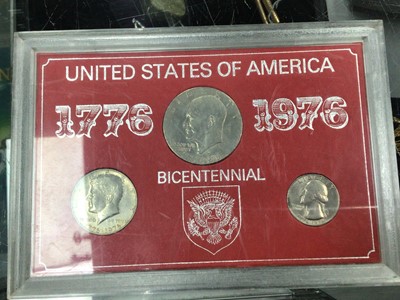 UNITED STATES OF AMERICA
1776 1976
BICENTENNIAL